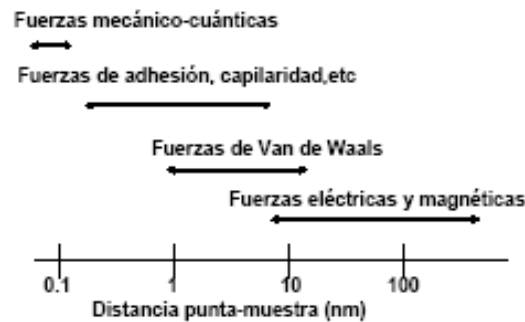 Fuerzas mecánico-cuánticas
Fuerzas de adhesión, capilaridad,etc
Fuerzas de Van de Waals
Fuerzas eléctricas y magnéticas
0.1 1 10 100
Distancia punta-muestra (nm)